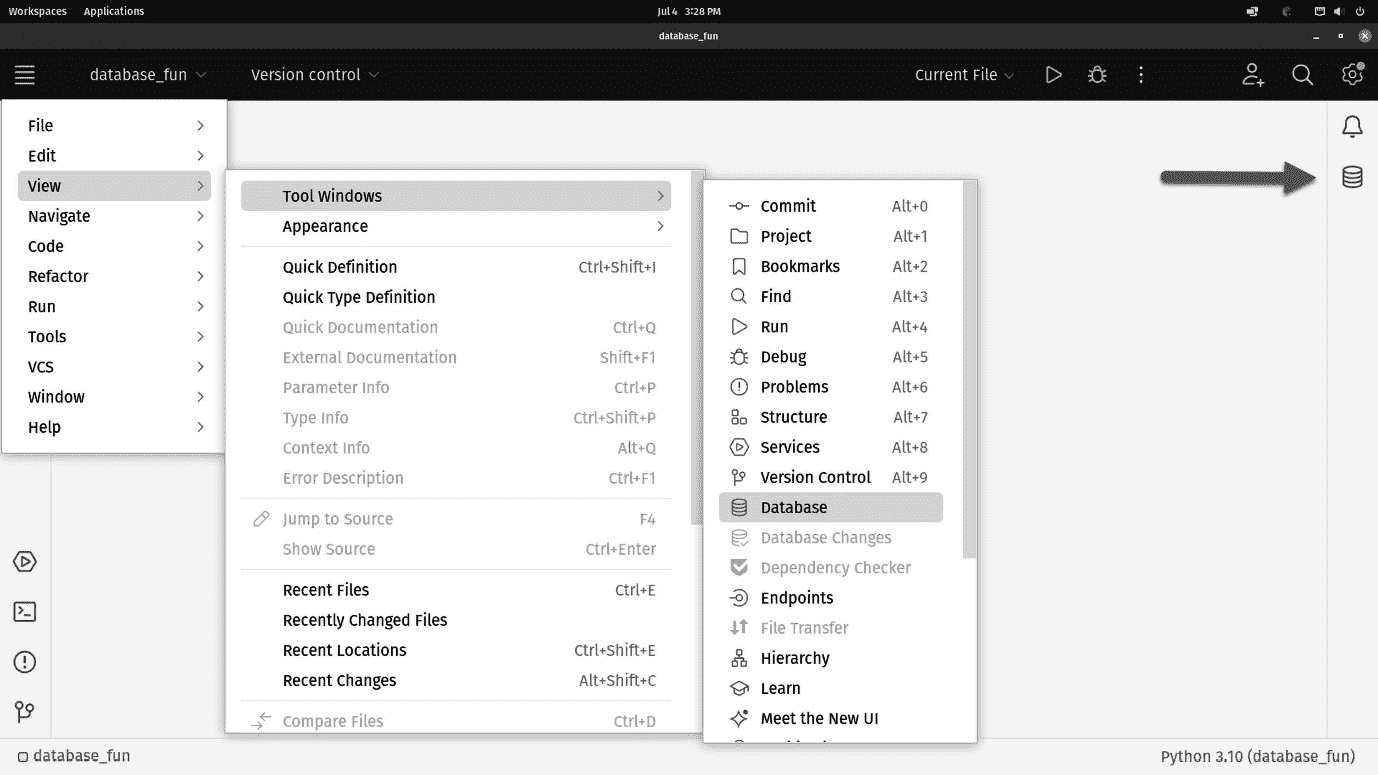 Workspaces Applications Jul 4 3:28 PM
database_fun
database_fun Version control Current File
File
Edit
View
Navigate
Code
Refactor
Run
Tools
VCS
Window
Help
Tool Windows
Appearance
Quick Definition Ctrl+Shift+I
Quick Type Definition
Quick Documentation Ctrl+Q
External Documentation Shift+F1
Parameter Info Ctrl+P
Type Info Ctrl+Shift+P
Context Info Alt+Q
Error Description Ctrl+F1
Jump to Source F4
Show Source Ctrl+Enter
Recent Files Ctrl+E
Recently Changed Files
Recent Locations Ctrl+Shift+E
Recent Changes Alt+Shift+C
Compare Files Ctrl+D
Commit Alt+0
Project Alt+1
Bookmarks Alt+2
Find Alt+3
Run Alt+4
Debug Alt+5
Problems Alt+6
Structure Alt+7
Services Alt+8
Version Control Alt+9
Database
Database Changes
Dependency Checker
Endpoints
File Transfer
Hierarchy
Learn
Meet the New UI
database_fun Python 3.10 (database_fun)